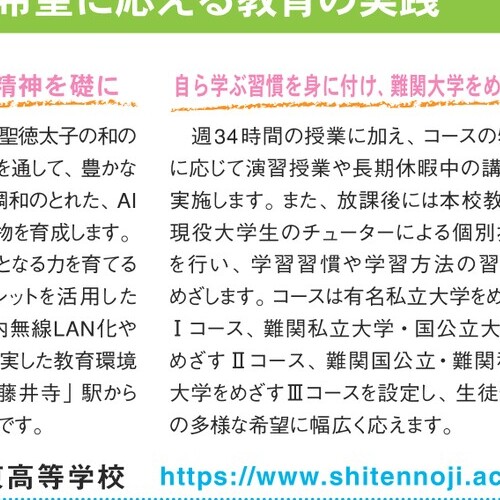 希望に応える教育の実践
精神を礎に
聖徳太子の和の
を通して、豊かな
調和のとれた、AI
物を育成します。
となる力を育てる
レットを活用した
内無線LAN化や
実した教育環境
藤井寺」駅から
です。
自ら学ぶ習慣を身に付け、難関大学をめ
週34時間の授業に加え、コースの
に応じて演習授業や長期休暇中の講
実施します。また、放課後には本校教
現役大学生のチューターによる個別
を行い、学習習慣や学習方法の習
めざします。コースは有名私立大学をめ
Ⅰコース、難関私立大学・国公立大
めざすⅡコース、難関国公立・難関
大学をめざすⅢコースを設定し、生徒
の多様な希望に幅広く応えます。
高等学校
https://www.shitennoji.ac